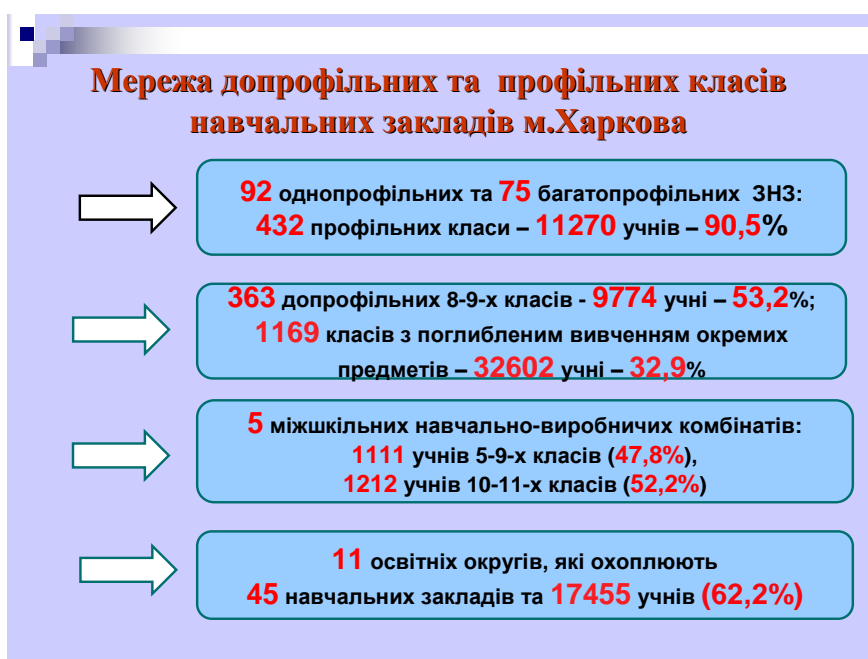 Мережа допрофільних та профільних класів
навчальних закладів м.Харкова
92 однопрофільних та 75 багатопрофільних ЗНЗ:
432 профільних класи – 11270 учнів – 90,5%
363 допрофільних 8-9-х класів - 9774 учні – 53,2%;
1169 класів з поглибленим вивченням окремих
предметів – 32602 учні – 32,9%
5 міжшкільних навчально-виробничих комбінатів:
1111 учнів 5-9-х класів (47,8%),
1212 учнів 10-11-х класів (52,2%)
11 освітніх округів, які охоплюють
45 навчальних закладів та 17455 учнів (62,2%)